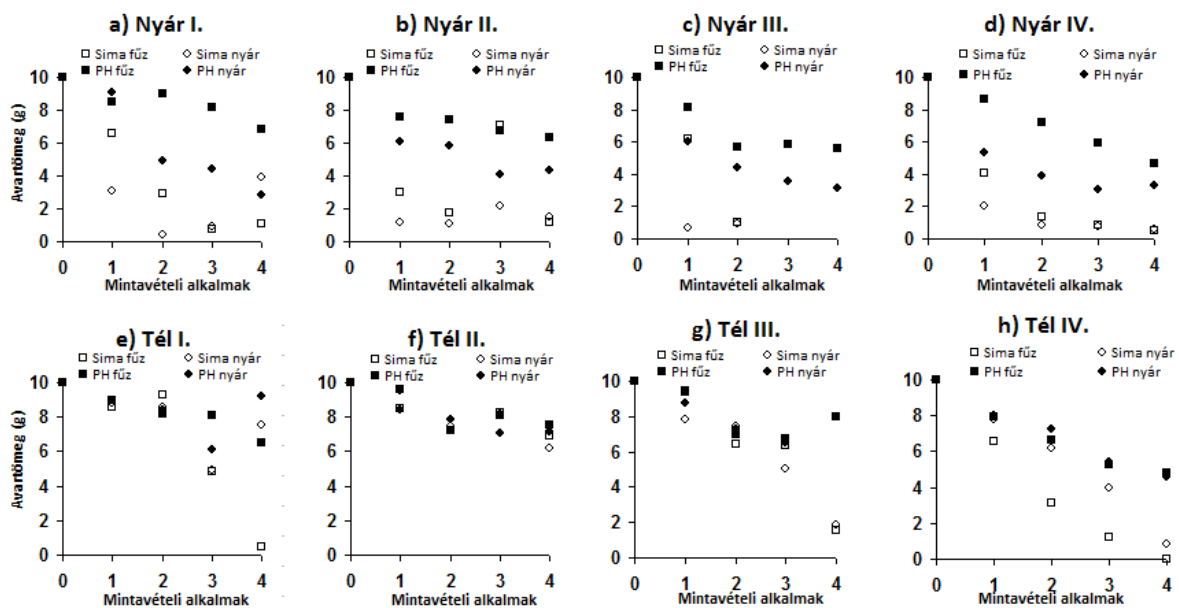 a) Nyár I.
Sima fűz Sima nyár
PH fűz PH nyár
Avartömeg (g)
10
8
6
4
2
0
0 1 2 3 4
Mintavételi alkalmak
b) Nyár II.
Sima fűz Sima nyár
PH fűz PH nyár
10
8
6
4
2
0
0 1 2 3 4
Mintavételi alkalmak
c) Nyár III.
Sima fűz Sima nyár
PH fűz PH nyár
10
8
6
4
2
0
0 1 2 3 4
Mintavételi alkalmak
d) Nyár IV.
Sima fűz Sima nyár
PH fűz PH nyár
10
8
6
4
2
0
0 1 2 3 4
Mintavételi alkalmak
e) Tél I.
Sima fűz Sima nyár
PH fűz PH nyár
Avartömeg (g)
10
8
6
4
2
0
0 1 2 3 4
Mintavételi alkalmak
f) Tél II.
Sima fűz Sima nyár
PH fűz PH nyár
10
8
6
4
2
0
0 1 2 3 4
Mintavételi alkalmak
g) Tél III.
Sima fűz Sima nyár
PH fűz PH nyár
10
8
6
4
2
0
0 1 2 3 4
Mintavételi alkalmak
h) Tél IV.
Sima fűz Sima nyár
PH fűz PH nyár
10
8
6
4
2
0
0 1 2 3 4
Mintavételi alkalmak